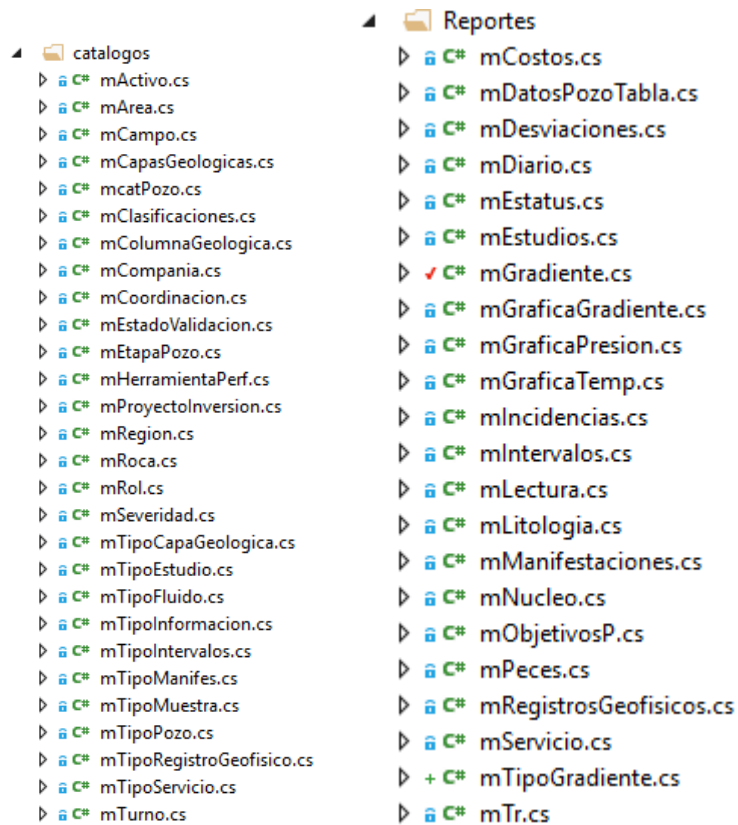 catalogos
C# mActivo.cs
C# mArea.cs
C# mCampo.cs
C# mCapasGeologicas.cs
C# mcatPozo.cs
C# mClasificaciones.cs
C# mColumnaGeologica.cs
C# mCompania.cs
C# mCoordinacion.cs
C# mEstadoValidacion.cs
C# mEtapaPozo.cs
C# mHerramientaPerf.cs
C# mProyectoInversion.cs
C# mRegion.cs
C# mRoca.cs
C# mRol.cs
C# mSeveridad.cs
C# mTipoCapaGeologica.cs
C# mTipoEstudio.cs
C# mTipoFluido.cs
C# mTipoInformacion.cs
C# mTipoIntervalos.cs
C# mTipoManifes.cs
C# mTipoMuestra.cs
C# mTipoPozo.cs
C# mTipoRegistroGeofisico.cs
C# mTipoServicio.cs
C# mTurno.cs
Reportes
C# mCostos.cs
C# mDatosPozoTabla.cs
C# mDesviaciones.cs
C# mDiario.cs
C# mEstatus.cs
C# mEstudios.cs
C# mGradiente.cs
C# mGraficaGradiente.cs
C# mGraficaPresion.cs
C# mGraficaTemp.cs
C# mIncidencias.cs
C# mIntervalos.cs
C# mLectura.cs
C# mLitologia.cs
C# mManifestaciones.cs
C# mNucleo.cs
C# mObjetivosP.cs
C# mPeces.cs
C# mRegistrosGeofisicos.cs
C# mServicio.cs
+ C# mTipoGradiente.cs
C# mTr.cs